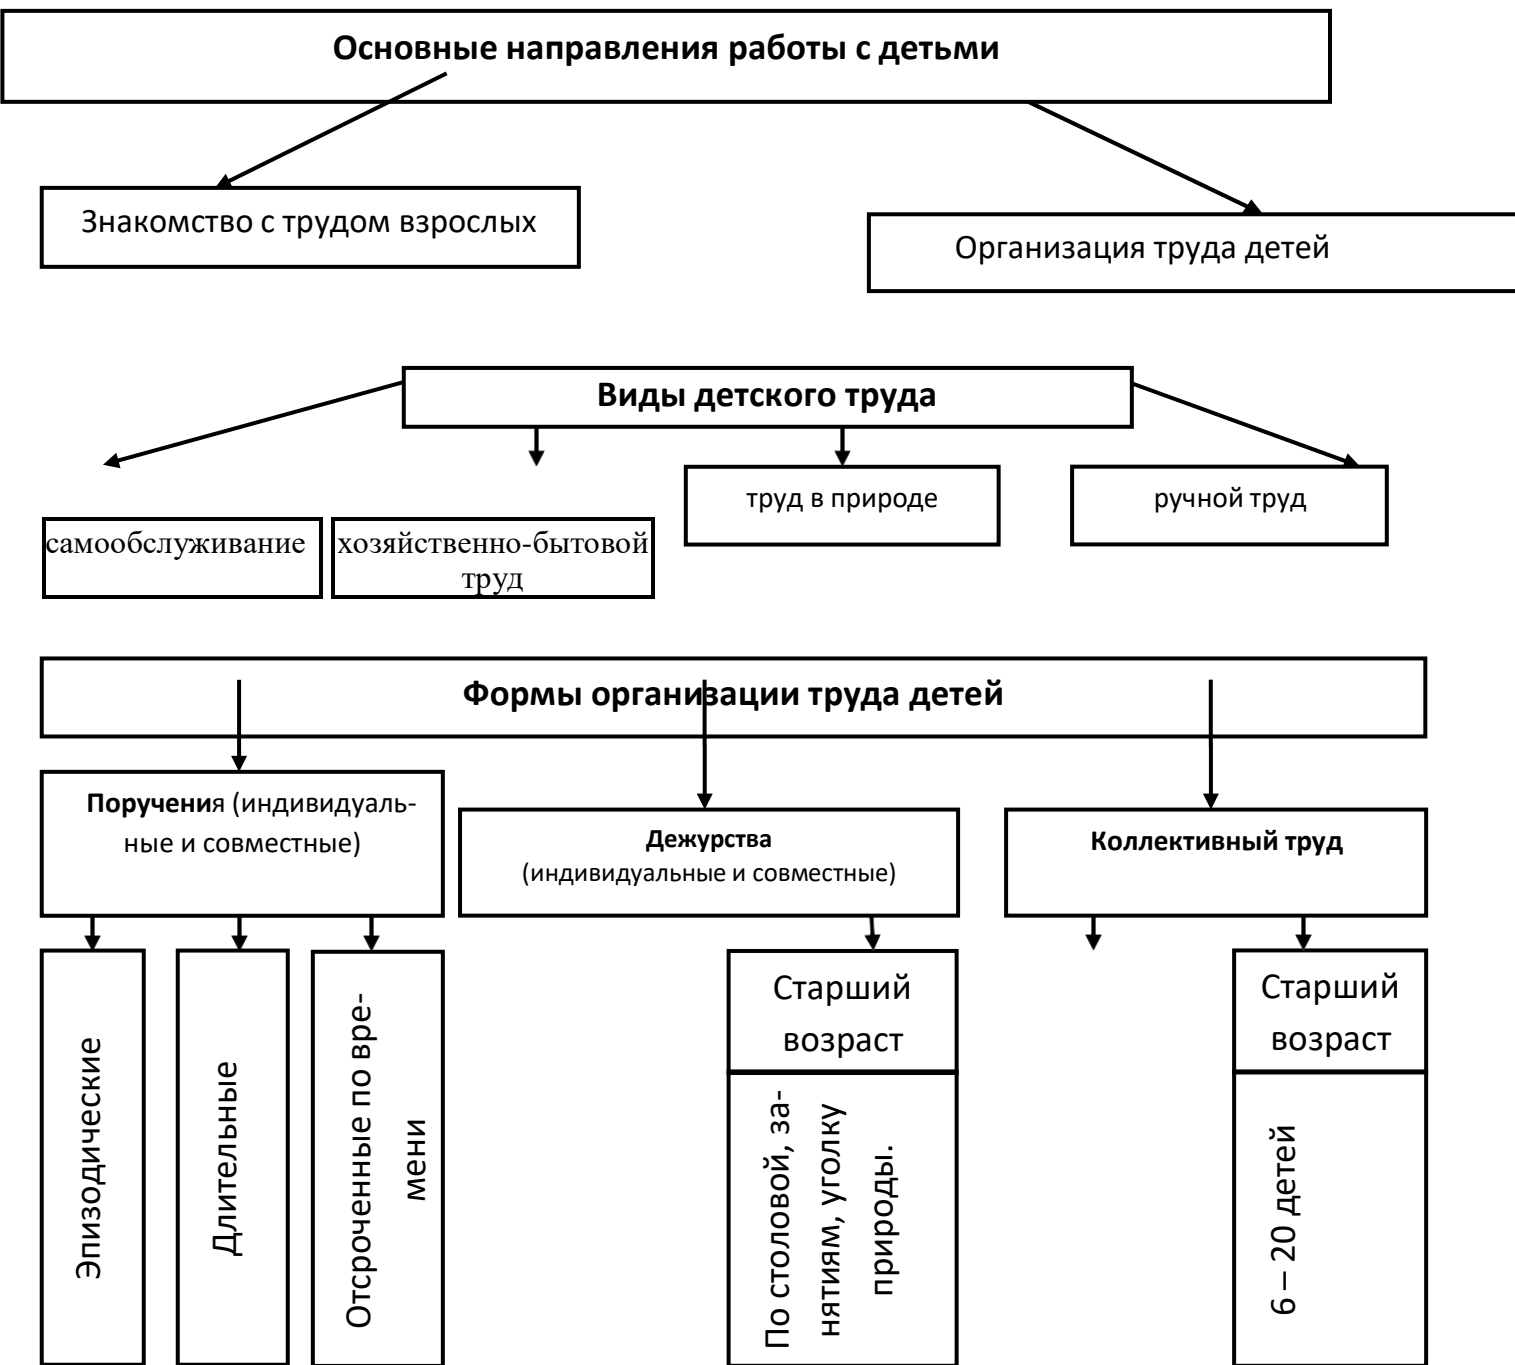 Основные направления работы с детьми
Знакомство с трудом взрослых
Организация труда детей
Виды детского труда
самообслуживание
хозяйственно-бытовой
труд
труд в природе
ручной труд
Формы организации труда детей
Поручения (индивидуаль-
ные и совместные)
Дежурства
(индивидуальные и совместные)
Коллективный труд
Эпизодические
Длительные
Отсроченные по вре-
мени
Старший
возраст
По столовой, за-
нятиям, уголку
природы.
Старший
возраст
6 – 20 детей